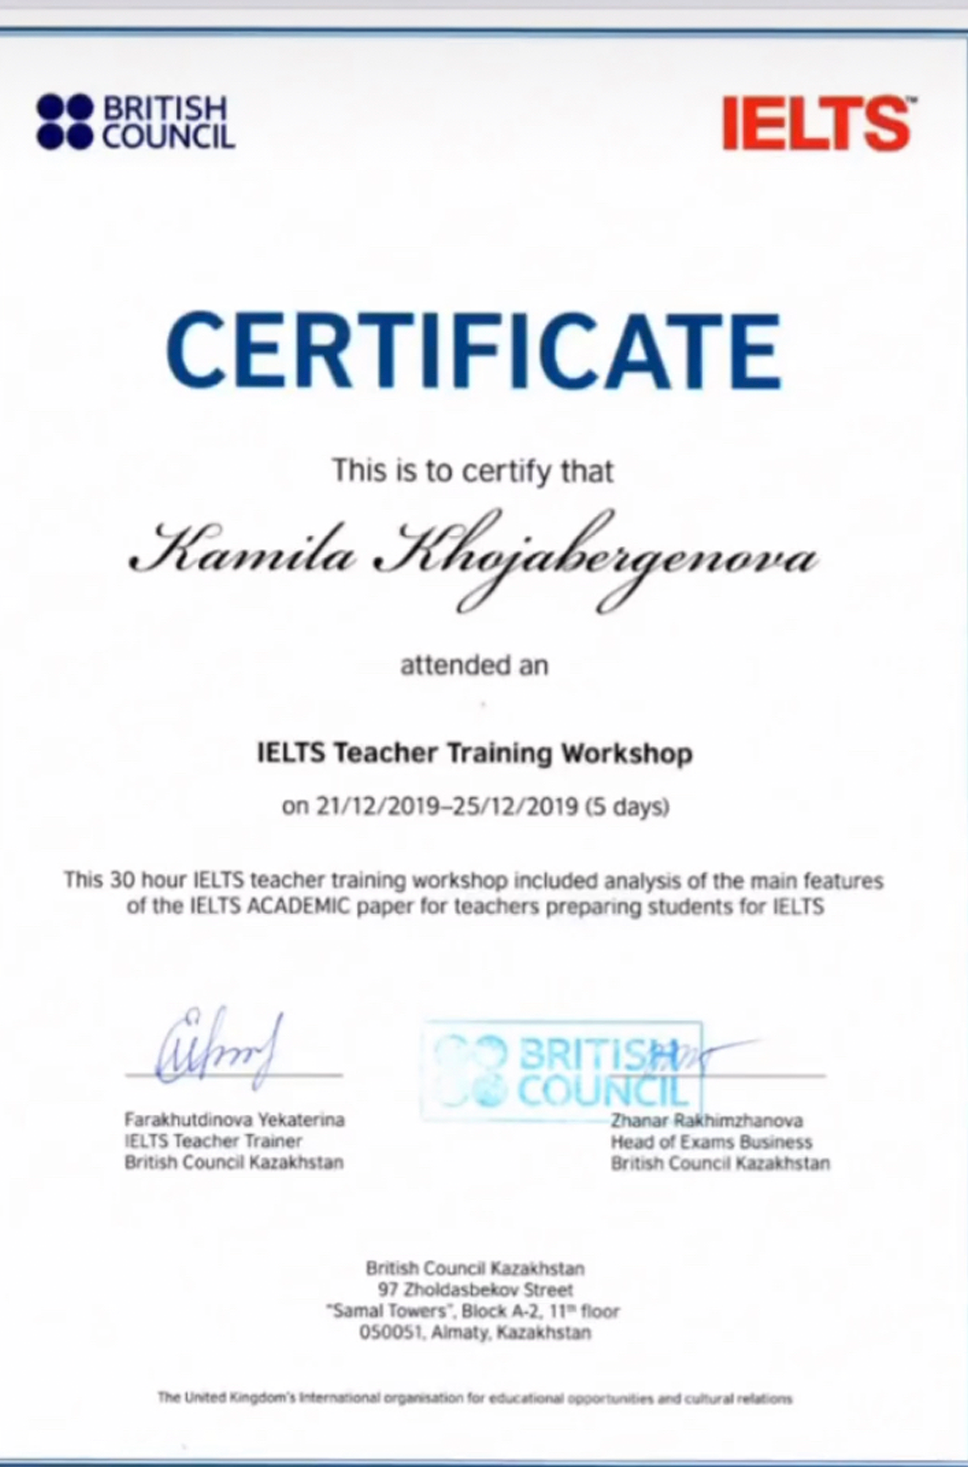 BRITISH
COUNCIL
IELTS™
CERTIFICATE
This is to certify that
Kamila Khojabergenova
attended an
IELTS Teacher Training Workshop
on 21/12/2019–25/12/2019 (5 days)
This 30 hour IELTS teacher training workshop included analysis of the main features
of the IELTS ACADEMIC paper for teachers preparing students for IELTS
BRITISH
COUNCIL
Farakhutdinova Yekaterina
IELTS Teacher Trainer
British Council Kazakhstan
Zhanar Rakhimzhanova
Head of Exams Business
British Council Kazakhstan
British Council Kazakhstan
97 Zholdasbekov Street
"Samal Towers", Block A-2, 11th floor
050051, Almaty, Kazakhstan
The United Kingdom's international organisation for educational opportunities and cultural relations